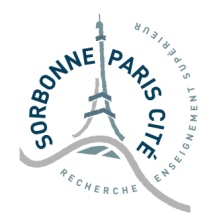 SORBONNE PARIS CITÉ
RECHERCHE ENSEIGNEMENT SUPÉRIEUR